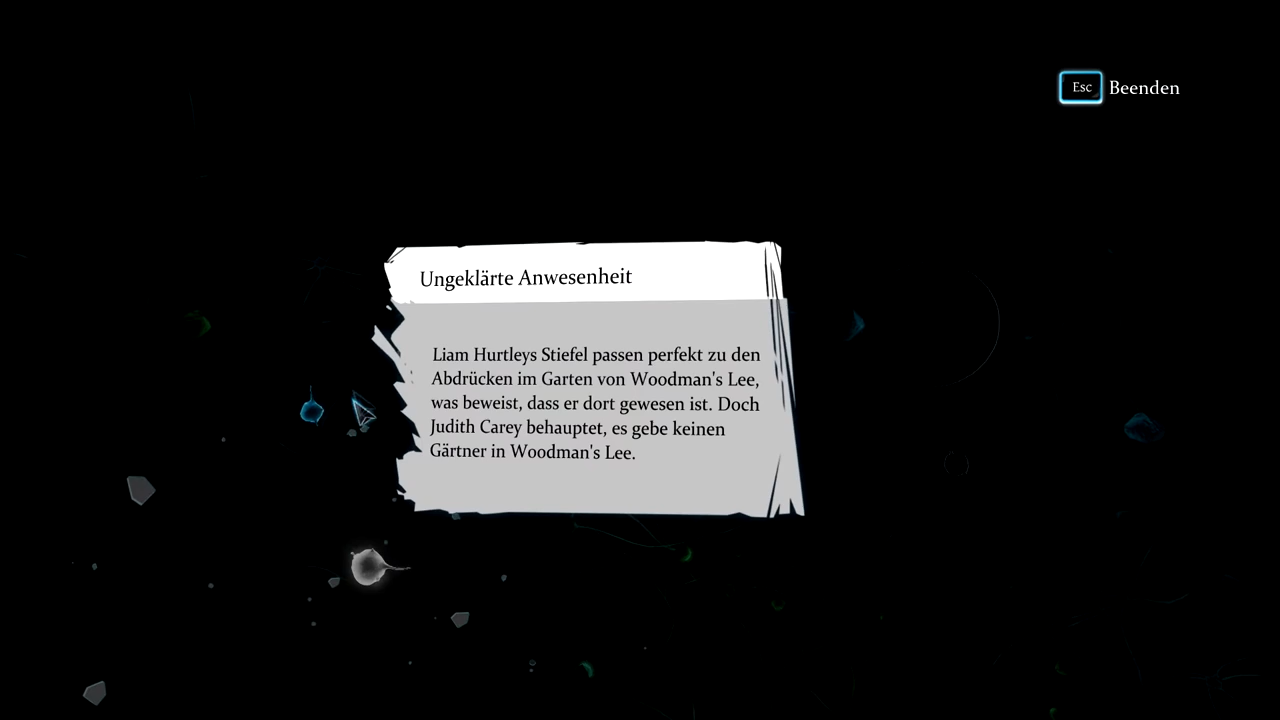 Esc Beenden
Ungeklärte Anwesenheit
Liam Hurtleys Stiefel passen perfekt zu den
Abdrücken im Garten von Woodman's Lee,
was beweist, dass er dort gewesen ist. Doch
Judith Carey behauptet, es gebe keinen
Gärtner in Woodman's Lee.